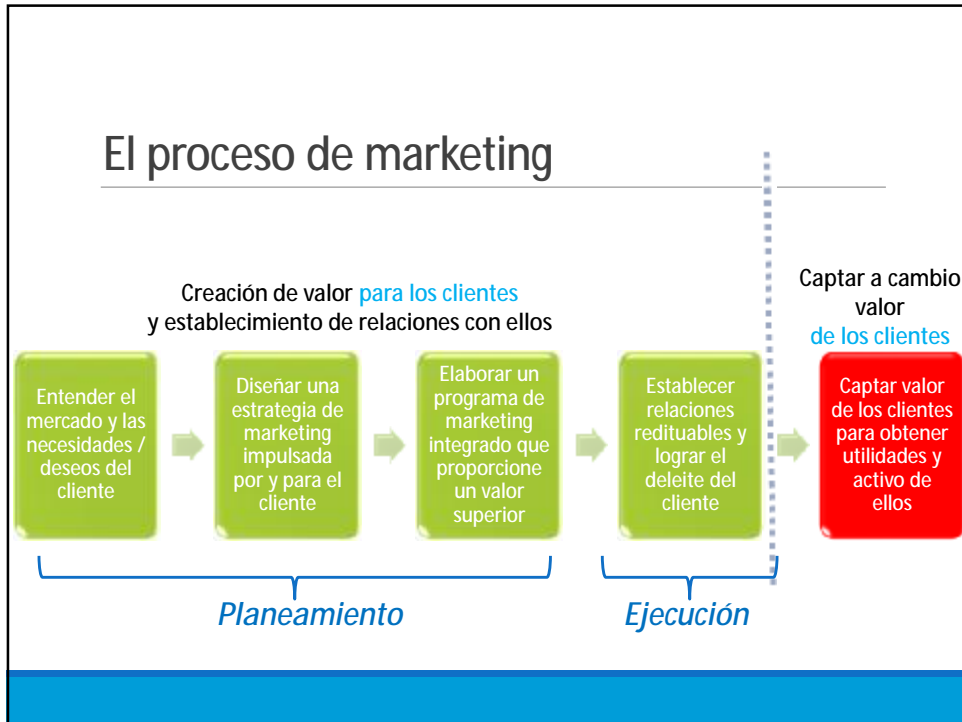 El proceso de marketing
Creación de valor para los clientes
y establecimiento de relaciones con ellos
Captar a cambio
valor
de los clientes
Entender el
mercado y las
necesidades /
deseos del
cliente
Diseñar una
estrategia de
marketing
impulsada
por y para el
cliente
Elaborar un
programa de
marketing
integrado que
proporcione
un valor
superior
Establecer
relaciones
redituables y
lograr el
deleite del
cliente
Captar valor
de los clientes
para obtener
utilidades y
activo de
ellos
Planeamiento
Ejecución